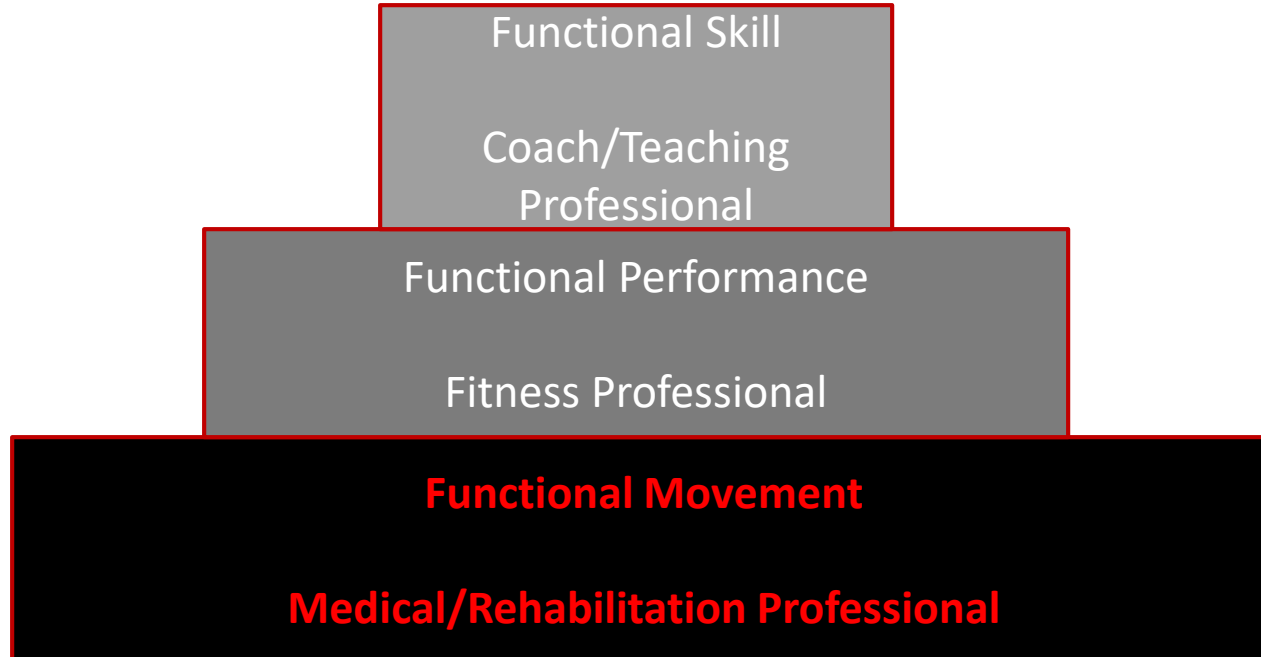 Functional Skill
Coach/Teaching
Professional
Functional Performance
Fitness Professional
Functional Movement
Medical/Rehabilitation Professional